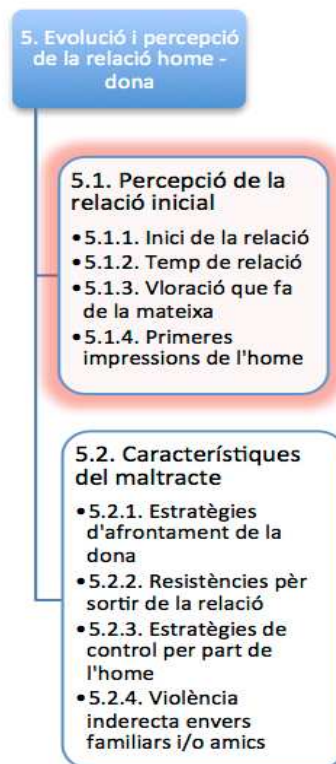 5. Evolució i percepció
de la relació home -
dona
5.1. Percepció de la
relació inicial
•5.1.1. Inici de la relació
•5.1.2. Temp de relació
•5.1.3. Vloració que fa
de la mateixa
•5.1.4. Primeres
impressions de l'home
5.2. Característiques
del maltracte
•5.2.1. Estratègies
d'afrontament de la
dona
•5.2.2. Resistències pèr
sortir de la relació
•5.2.3. Estratègies de
control per part de
l'home
•5.2.4. Violència
inderecta envers
familiars i/o amics